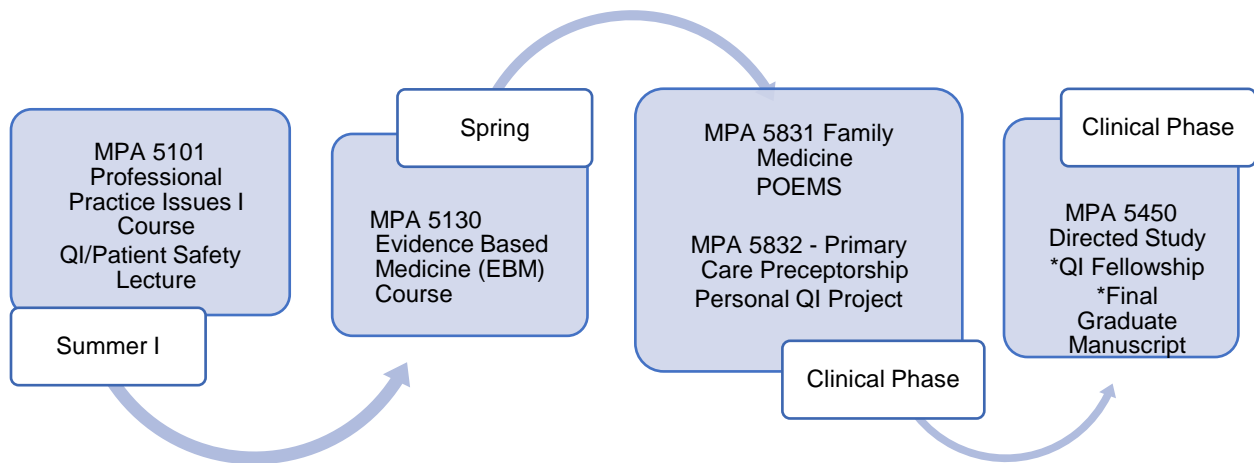 MPA 5101
Professional
Practice Issues I
Course
QI/Patient Safety
Lecture
Summer I
Spring
MPA 5130
Evidence Based
Medicine (EBM)
Course
MPA 5831 Family
Medicine
POEMS
MPA 5832 - Primary
Care Preceptorship
Personal QI Project
Clinical Phase
Clinical Phase
MPA 5450
Directed Study
*QI Fellowship
*Final
Graduate
Manuscript